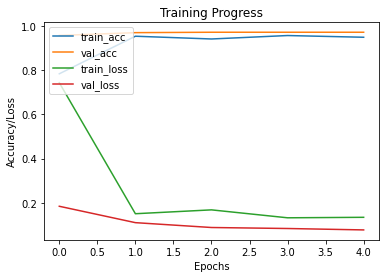 Training Progress
1.0
0.8
0.6
0.4
0.2
train_acc
val_acc
train_loss
val_loss
Accuracy/Loss
0.0 0.5 1.0 1.5 2.0 2.5 3.0 3.5 4.0
Epochs